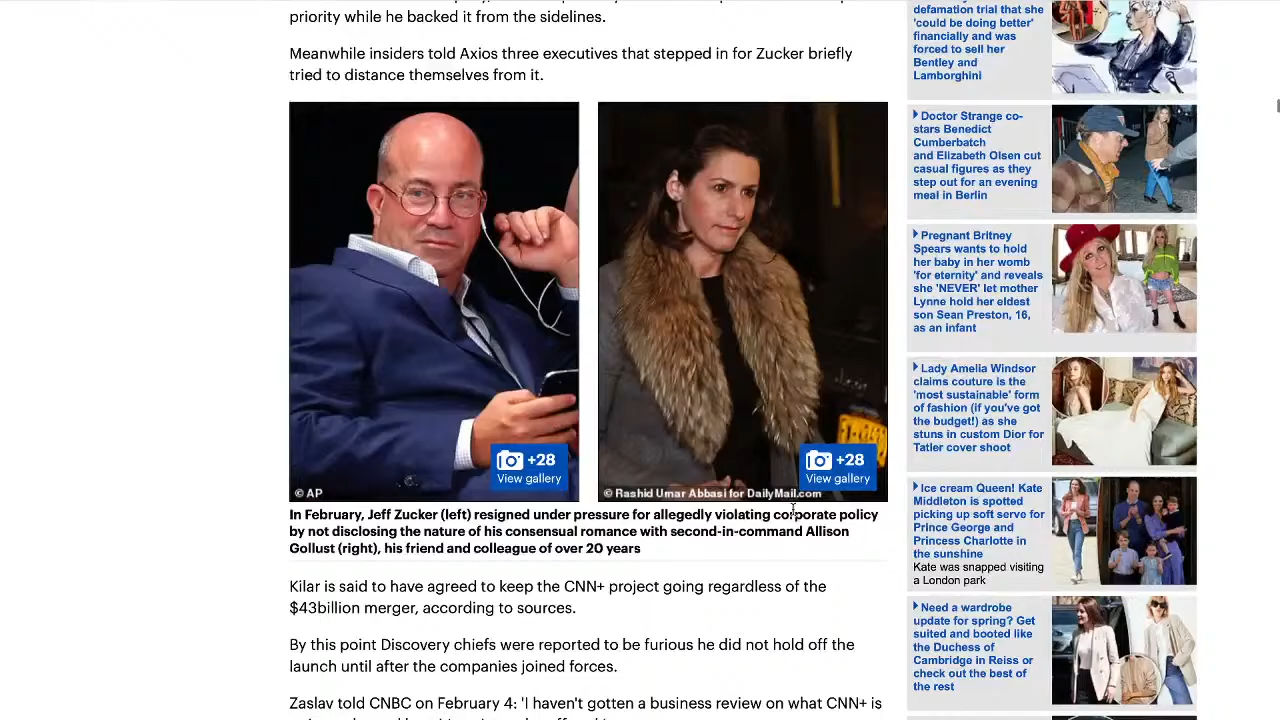 priority while he backed it from the sidelines.
Meanwhile insiders told Axios three executives that stepped in for Zucker briefly
tried to distance themselves from it.
+28
View gallery
© AP
+28
View gallery
© Rashid Umar Abbasi for DailyMail.com
In February, Jeff Zucker (left) resigned under pressure for allegedly violating corporate policy
by not disclosing the nature of his consensual romance with second-in-command Allison
Gollust (right), his friend and colleague of over 20 years
Kilar is said to have agreed to keep the CNN+ project going regardless of the
$43billion merger, according to sources.
By this point Discovery chiefs were reported to be furious he did not hold off the
launch until after the companies joined forces.
Zaslav told CNBC on February 4: 'I haven't gotten a business review on what CNN+ is
defamation trial that she
'could be doing better'
financially and was
forced to sell her
Bentley and
Lamborghini
Doctor Strange co-
stars Benedict
Cumberbatch
and Elizabeth Olsen cut
casual figures as they
step out for an evening
meal in Berlin
Pregnant Britney
Spears wants to hold
her baby in her womb
'for eternity' and reveals
she 'NEVER' let mother
Lynne hold her eldest
son Sean Preston, 16,
as an infant
Lady Amelia Windsor
claims couture is the
'most sustainable' form
of fashion (if you've got
the budget!) as she
stuns in custom Dior for
Tatler cover shoot
Ice cream Queen! Kate
Middleton is spotted
picking up soft serve for
Prince George and
Princess Charlotte in
the sunshine
Kate was snapped visiting
a London park
Need a wardrobe
update for spring? Get
suited and booted like
the Duchess of
Cambridge in Reiss or
check out the best of
the rest